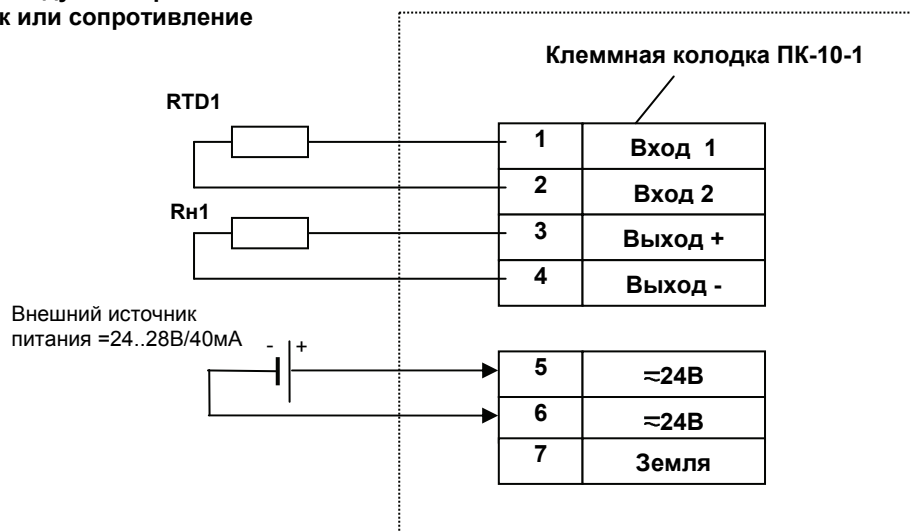 к или сопротивление
Клеммная колодка ПК-10-1
RTD1
1 Вход 1
2 Вход 2
Rн1
3 Выход +
4 Выход -
Внешний источник
питания =24..28В/40мА
- +
5 ≂24В
6 ≂24В
7 Земля